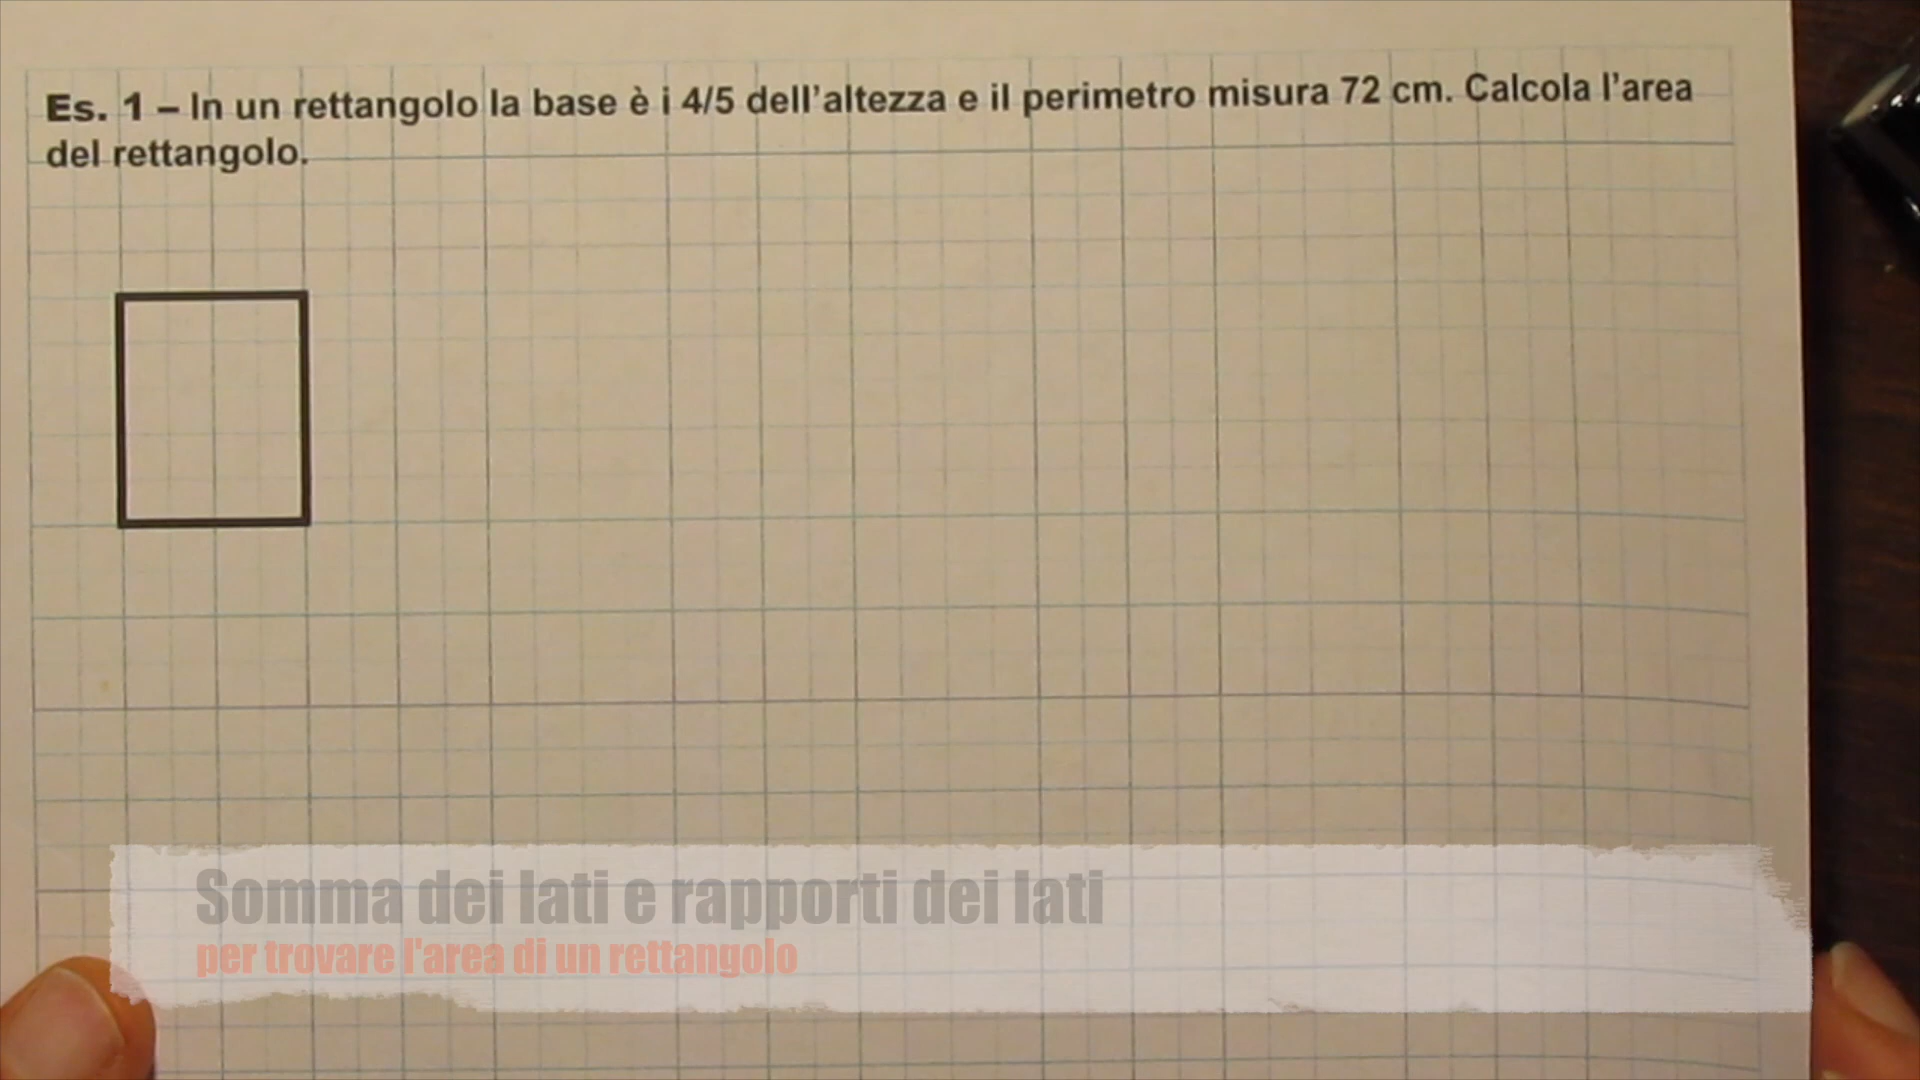 Es. 1 – In un rettangolo la base è i 4/5 dell’altezza e il perimetro misura 72 cm. Calcola l’area
del rettangolo.
Somma dei lati e rapporti dei lati
per trovare l'area di un rettangolo